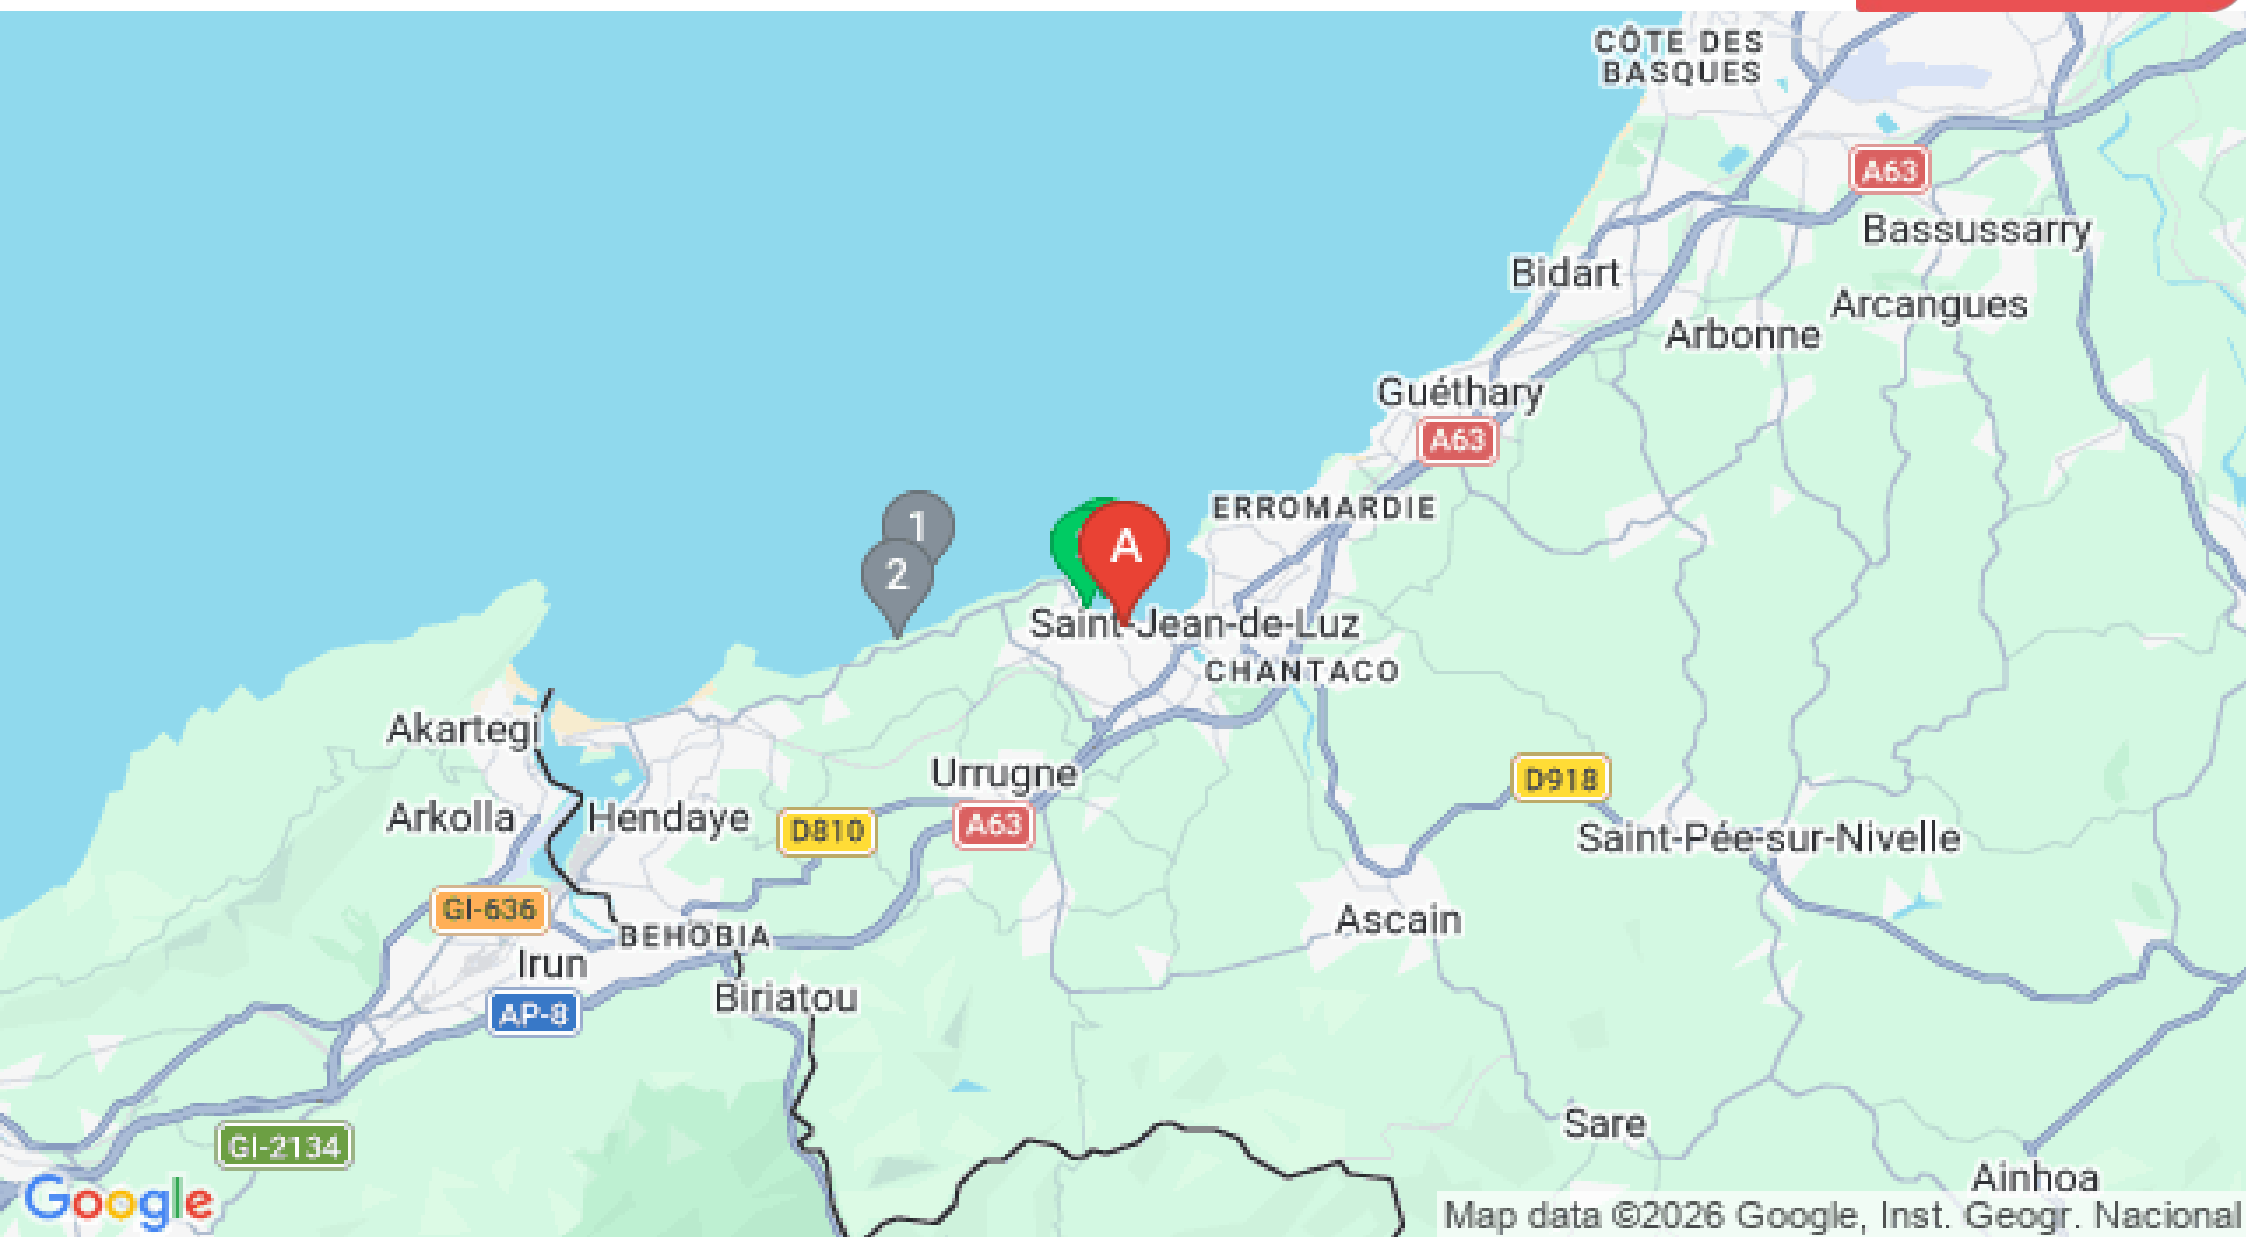 CÔTE DES
BASQUES
A63
Bassussarry
Bidart
Arcangues
Arbonne
Guéthary
A63
ERROMARDIE
1
A
2
Saint-Jean-de-Luz
CHANTACO
Akartegi
Urrugne
D918
Arkolla
Hendaye
D810
A63
Saint-Pée-sur-Nivelle
GI-636
Ascain
BEHOBIA
Irun
Biriatou
AP-8
Sare
GI-2134
Ainhoa
Google
Map data ©2026 Google, Inst. Geogr. Nacional